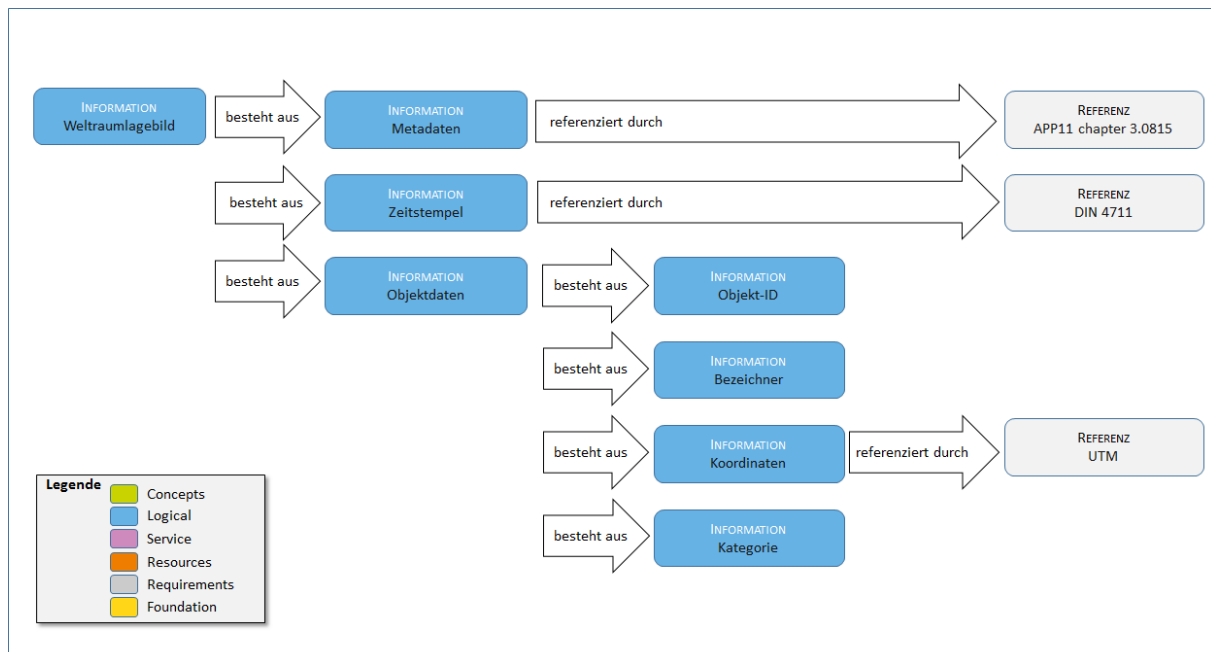 INFORMATION
Weltraumlagebild
besteht aus
INFORMATION
Metadaten
referenziert durch
REFERENZ
APP11 chapter 3.0815
besteht aus
INFORMATION
Zeitstempel
referenziert durch
REFERENZ
DIN 4711
besteht aus
INFORMATION
Objektdaten
besteht aus
INFORMATION
Objekt-ID
besteht aus
INFORMATION
Bezeichner
besteht aus
INFORMATION
Koordinaten
referenziert durch
REFERENZ
UTM
besteht aus
INFORMATION
Kategorie
Legende
Concepts
Logical
Service
Resources
Requirements
Foundation